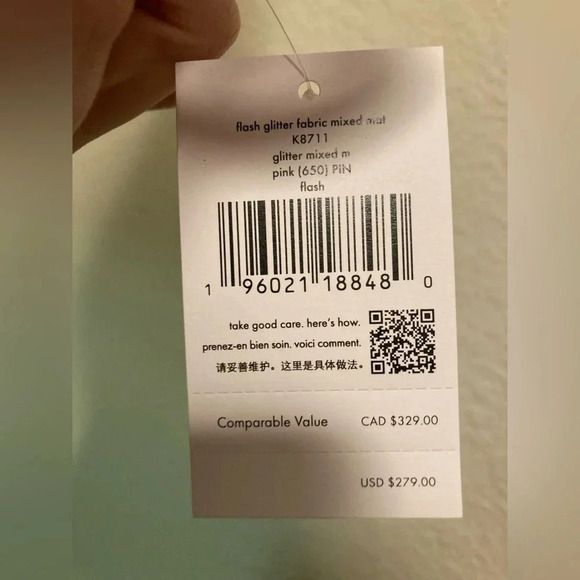 flash glitter fabric mixed mat
K8711
glitter mixed m
pink (650) PiN
flash
1 96021 18848 0
take good care. here's how.
prenez-en bien soin. voici comment.
请妥善维护。这里是具体做法。
Comparable Value CAD $329.00
USD $279.00